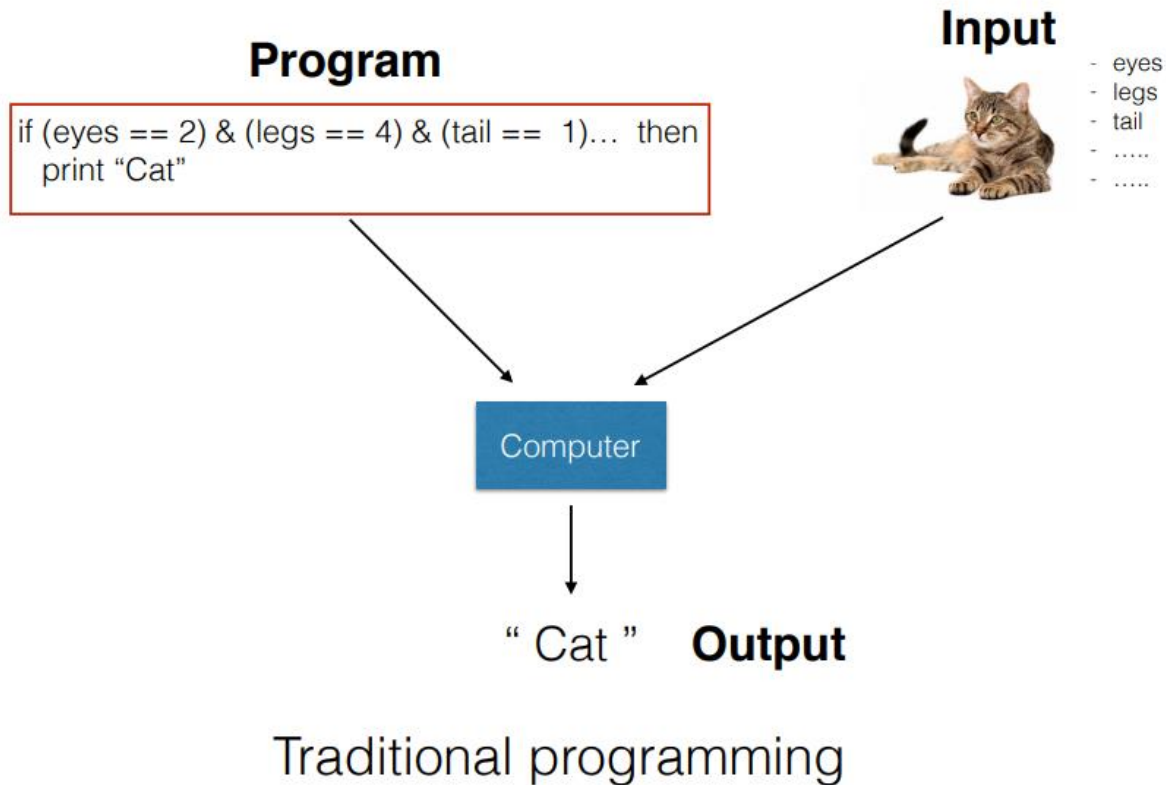 Program
if (eyes == 2) & (legs == 4) & (tail == 1)... then
print “Cat”
Input
- eyes
- legs
- tail
- .....
- .....
Computer
“ Cat ” Output
Traditional programming